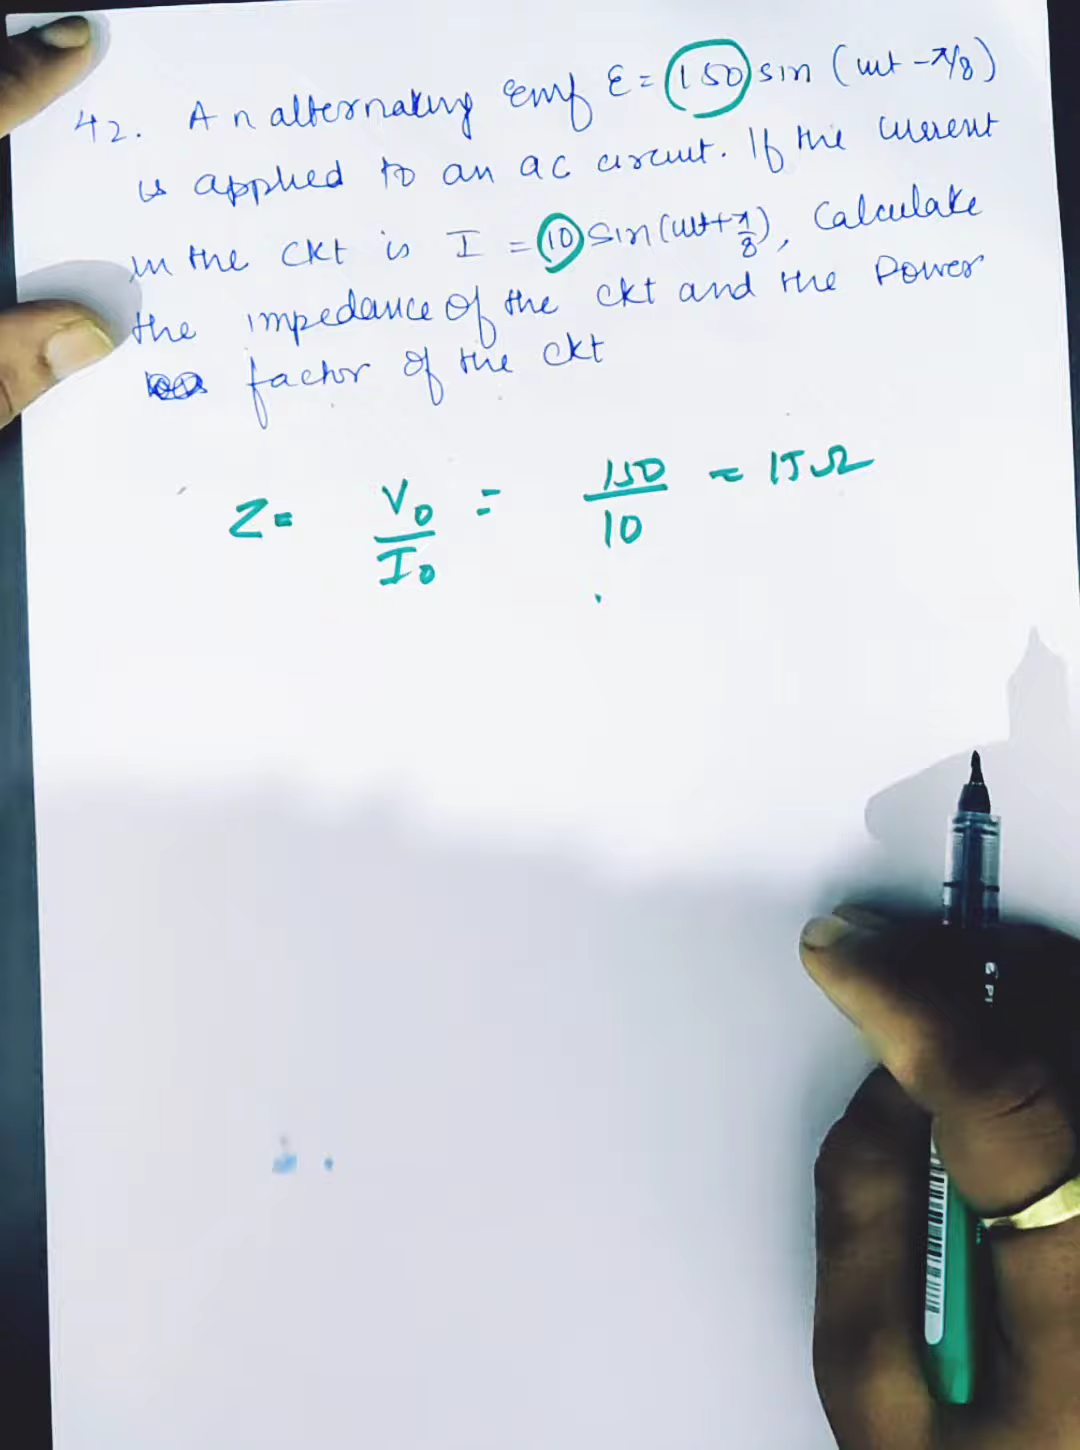 42. An alternating emf ε = 150 sin (ωt - π/8)
is applied to an ac circuit. If the current
in the ckt is I = 10 sin(ωt + π/8), Calculate
the impedance of the ckt and the Power
factor of the ckt
Z = V₀/I₀ = 150/10 = 15 Ω